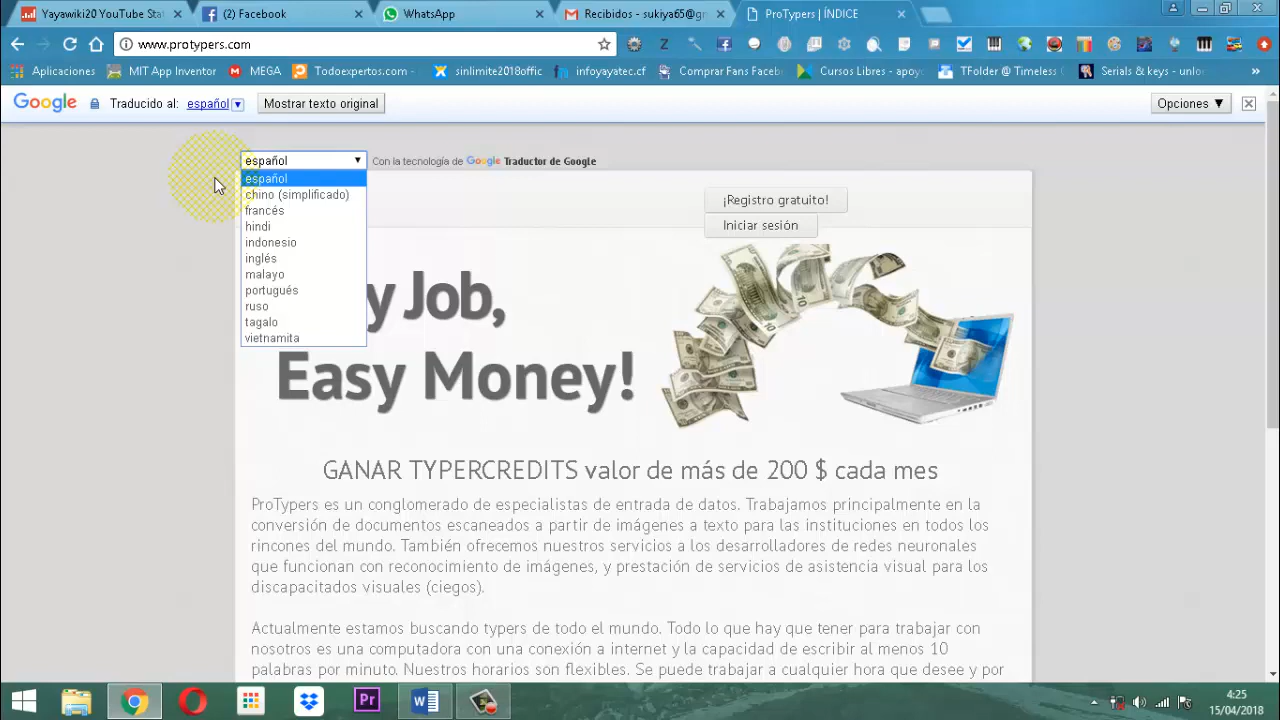 Yayawiki20 YouTube Stat
(2) Facebook
WhatsApp
Recibidos - sukiya65@gm
ProTypers | ÍNDICE
www.protypers.com
Aplicaciones
MIT App Inventor
MEGA
Todoexpertos.com -
sinlimite2018offic
infoyayatec.cf
Comprar Fans Faceb
Cursos Libres - apoy
TFolder @ Timeless
Serials & keys - unlo
»
Google
Traducido al: español
Mostrar texto original
Opciones ▼
español
Con la tecnología de Google Traductor de Google
español
chino (simplificado)
francés
hindi
indonesio
inglés
malayo
portugués
ruso
tagalo
vietnamita
¡Registro gratuito!
Iniciar sesión
y Job,
Easy Money!
GANAR TYPERCREDITS valor de más de 200 $ cada mes
ProTypers es un conglomerado de especialistas de entrada de datos. Trabajamos principalmente en la
conversión de documentos escaneados a partir de imágenes a texto para las instituciones en todos los
rincones del mundo. También ofrecemos nuestros servicios a los desarrolladores de redes neuronales
que funcionan con reconocimiento de imágenes, y prestación de servicios de asistencia visual para los
discapacitados visuales (ciegos).
Actualmente estamos buscando typers de todo el mundo. Todo lo que hay que tener para trabajar con
nosotros es una computadora con una conexión a internet y la capacidad de escribir al menos 10
palabras por minuto. Nuestros horarios son flexibles. Se puede trabajar a cualquier hora que desee y por
Pr
4:25
15/04/2018